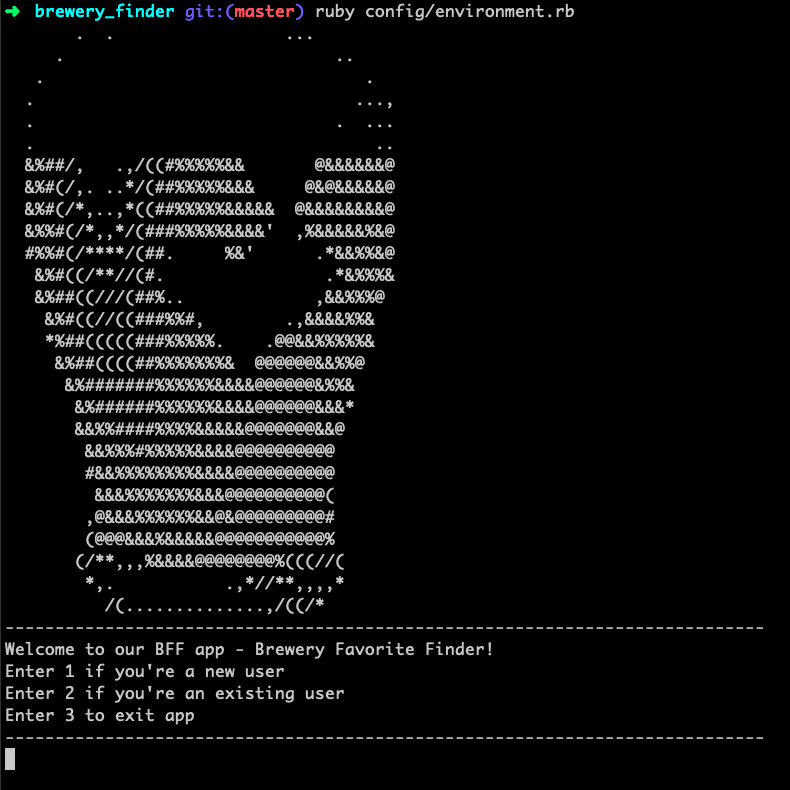 ➜ brewery_finder git:(master) ruby config/environment.rb
       .  .                 ...
     .                           ..
   .                                .
  .                                ...,
  .                              .  ...
  .                                  ..
  &%##/,   .,/((#%%%%%&&       @&&&&&&@
  &%#(/,. ..*/(##%%%%%&&&     @&@&&&&&@
  &%#(/*,..,*((##%%%%%&&&&&  @&&&&&&&&@
  &%%#(/*,,*/(###%%%%%&&&&'  ,%&&&&&%&@
  #%%#(/****/(##.     %&'      .*&&%%&@
   &%#((/**//(#.                .*&%%%&
   &%##((///(##%..             ,&&%%%@
    &%#((//((###%%#,        .,&&&&%%&
    *%##(((((###%%%%%.    .@@&&%%%%%&
     &%##((((##%%%%%%%&  @@@@@@&&%%@
      &%#######%%%%%%&&&&@@@@@@&%%&
       &%######%%%%%%&&&&@@@@@@&&&*
       &&%%####%%%%&&&&&@@@@@@@&&@
        &&%%%#%%%%%&&&&@@@@@@@@@@
        #&&%%%%%%%%&&&&@@@@@@@@@@
         &&&%%%%%%%&&&@@@@@@@@@@(
        ,@&&&%%%%%%&&@&@@@@@@@@@#
        (@@@&&&%&&&&&@@@@@@@@@@@%
       (/**,,,%&&&&@@@@@@@@%(((//(
        *,.           .,*//**,,,,*
          /(..............,/((/*
----------------------------------------------------------------------------
Welcome to our BFF app - Brewery Favorite Finder!
Enter 1 if you're a new user
Enter 2 if you're an existing user
Enter 3 to exit app
----------------------------------------------------------------------------